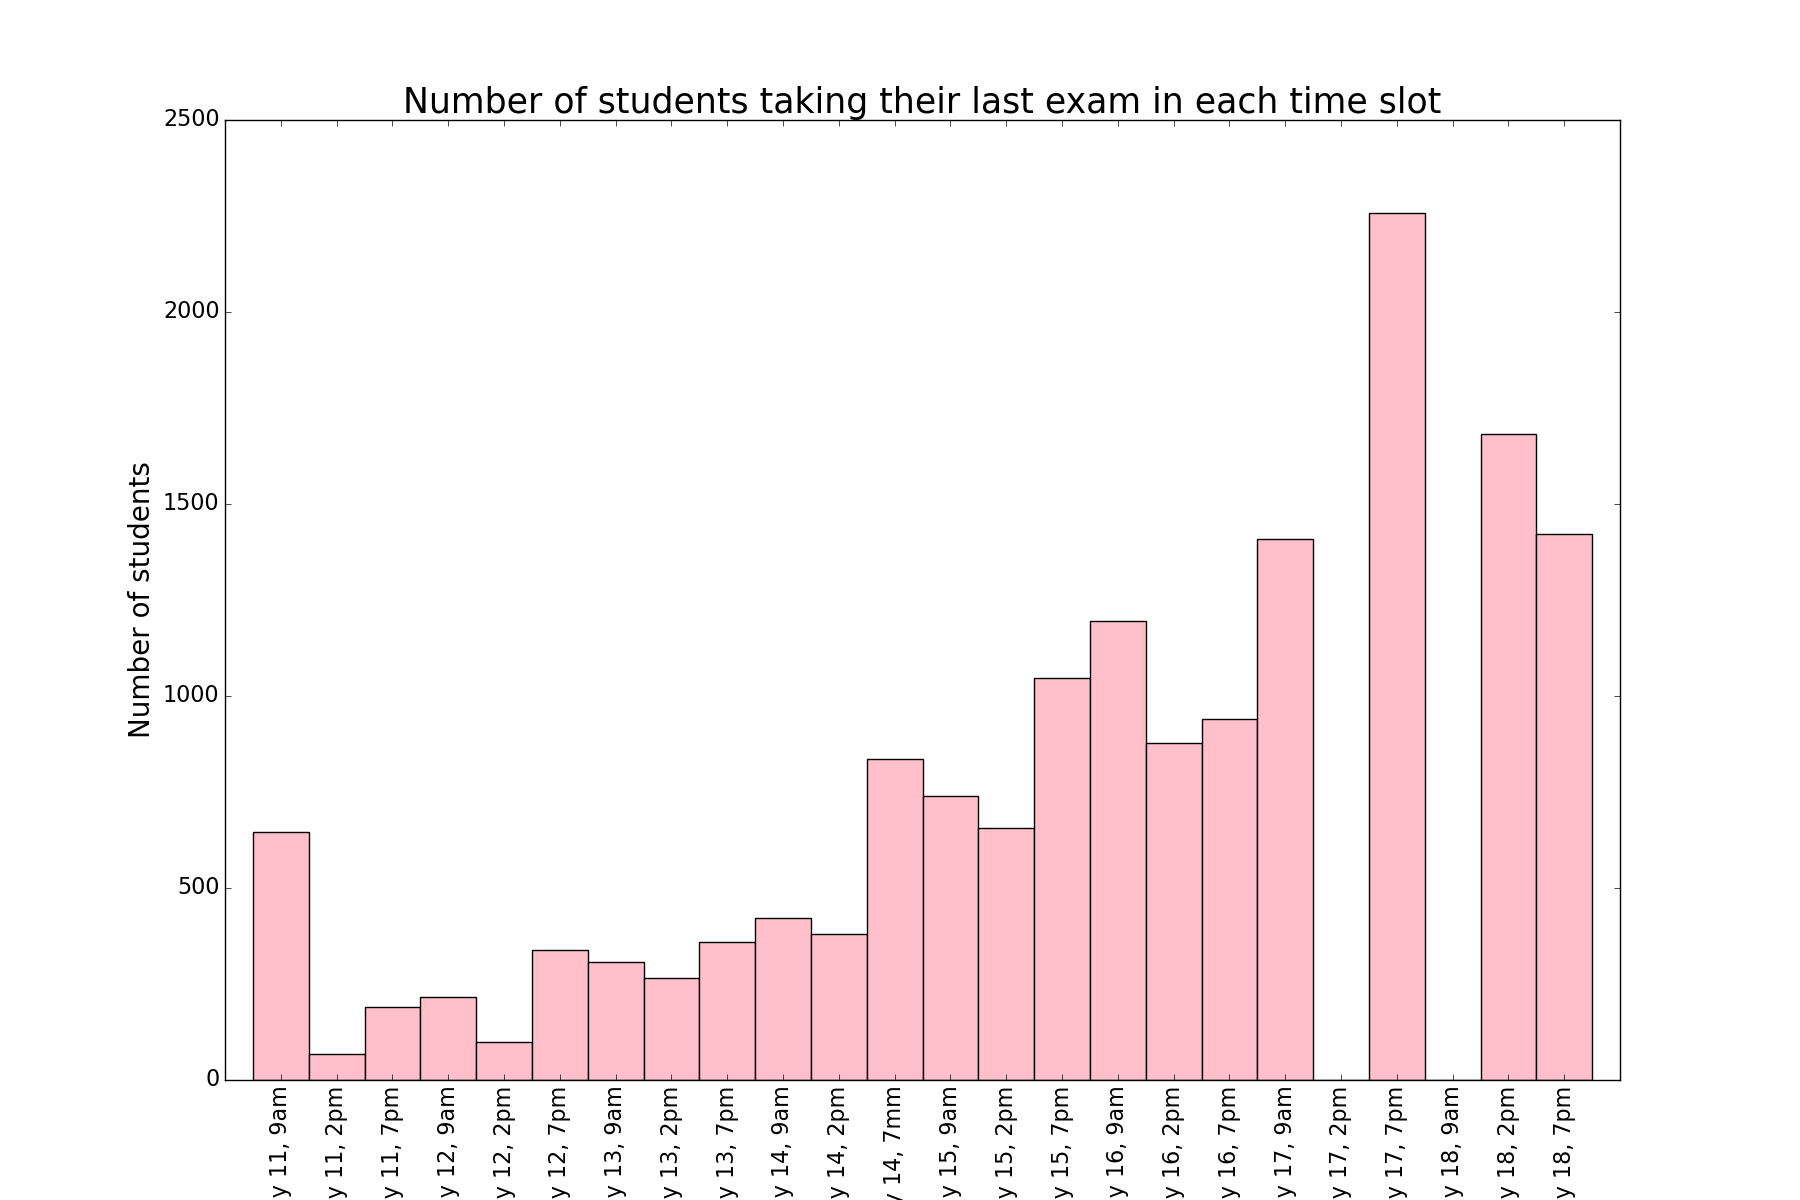 Number of students taking their last exam in each time slot
Number of students
2500
2000
1500
1000
500
0
y 11, 9am
y 11, 2pm
y 11, 7pm
y 12, 9am
y 12, 2pm
y 12, 7pm
y 13, 9am
y 13, 2pm
y 13, 7pm
y 14, 9am
y 14, 2pm
y 14, 7mm
y 15, 9am
y 15, 2pm
y 15, 7pm
y 16, 9am
y 16, 2pm
y 16, 7pm
y 17, 9am
y 17, 2pm
y 17, 7pm
y 18, 9am
y 18, 2pm
y 18, 7pm